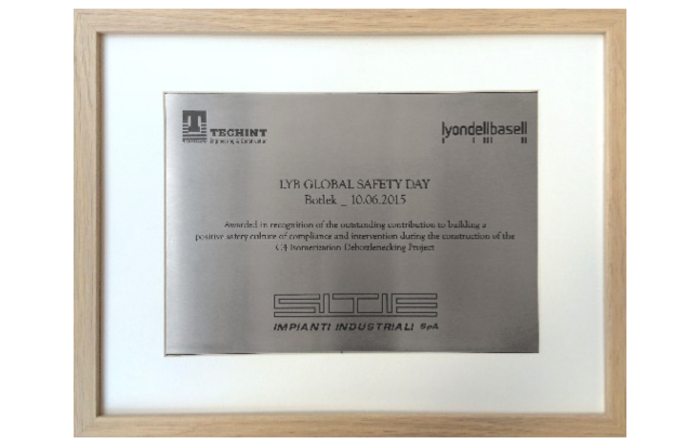 TECHINT
Engineering & Construction
lyondellbasell
LYB GLOBAL SAFETY DAY
Botlek _ 10.06.2015
Awarded in recognition of the outstanding contribution to building a
positive safety culture of compliance and intervention during the construction of the
C4 Isomerization Debottlenecking Project
SITIE
IMPIANTI INDUSTRIALI SpA